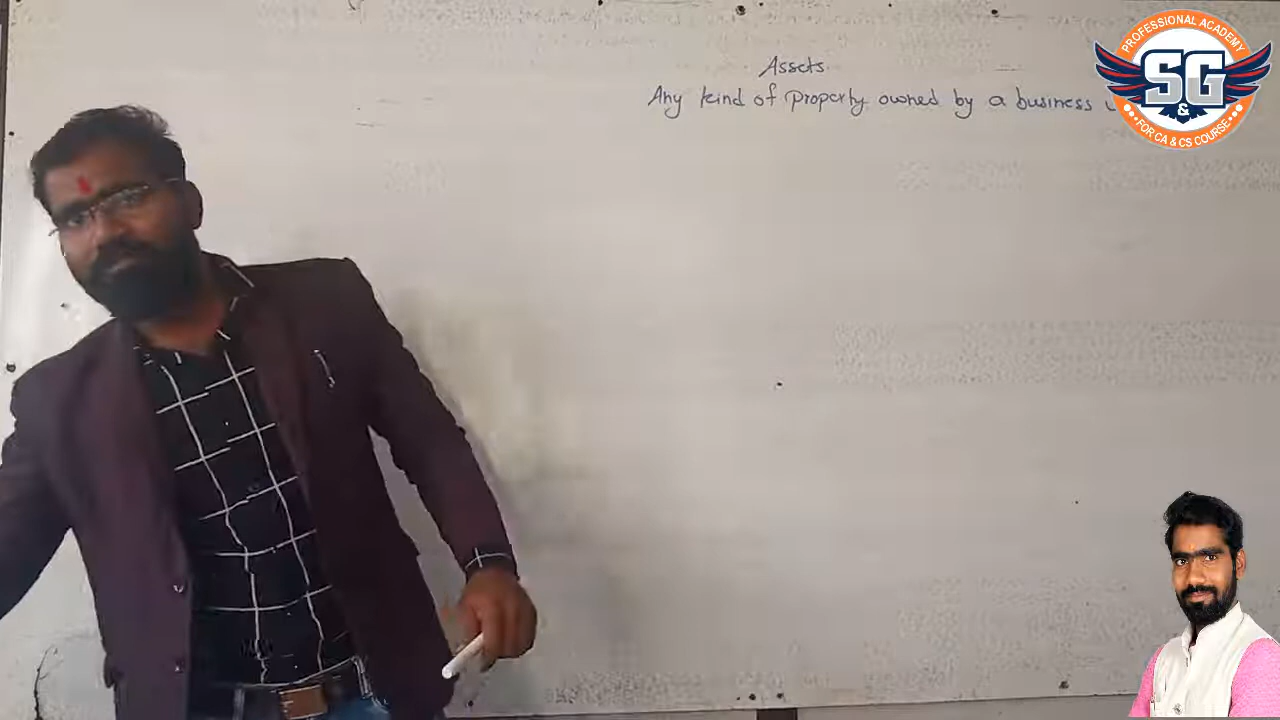 Assets.
Any kind of property owned by a business
PROFESSIONAL ACADEMY
SG
&
FOR CA & CS COURSE